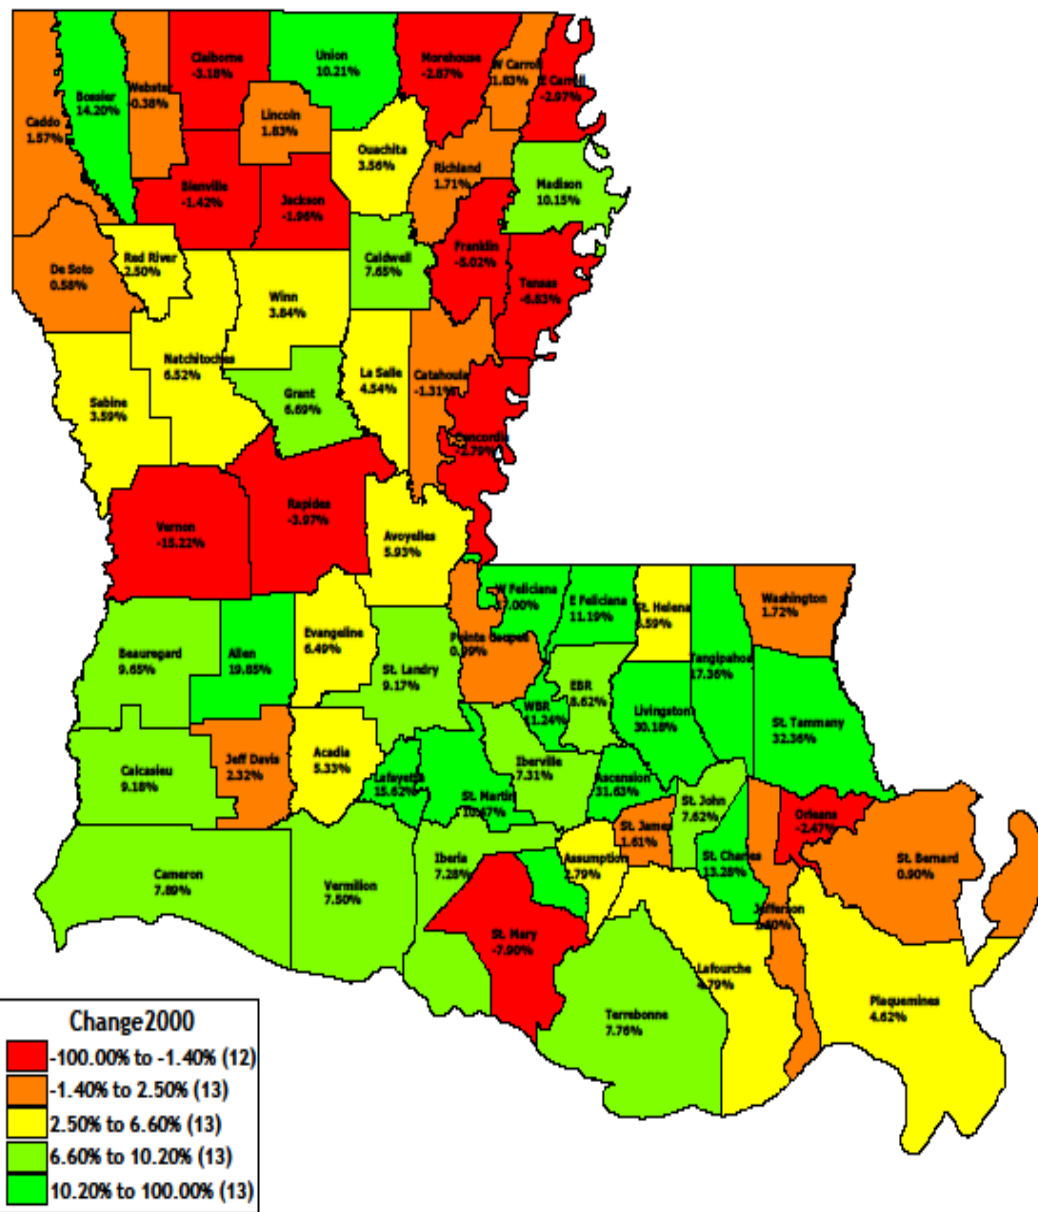 Claiborne
-3.18%
Union
10.21%
Morehouse
-2.87%
W Carroll
1.83%
E Carroll
-2.97%
Bossier
14.20%
Webster
-0.38%
Caddo
1.57%
Lincoln
1.83%
Ouachita
3.56%
Richland
1.71%
Madison
10.15%
Bienville
-1.42%
Jackson
-1.96%
Franklin
-5.02%
Tensas
-6.83%
Caldwell
7.65%
Red River
2.50%
De Soto
0.58%
Winn
3.84%
Natchitoches
6.52%
La Salle
4.54%
Catahoula
-1.31%
Grant
6.69%
Sabine
3.59%
Concordia
-2.79%
Rapides
-3.97%
Vernon
-15.22%
Avoyelles
5.93%
W Feliciana
E Feliciana
11.19%
St. Helena
Washington
1.72%
Beauregard
9.65%
Allen
19.85%
Evangeline
6.49%
St. Landry
9.17%
Pointe Coupee
0.99%
Tangipahoa
17.36%
EBR
8.62%
WBR
11.24%
Livingston
30.18%
St. Tammany
32.36%
Calcasieu
9.18%
Jeff Davis
2.32%
Acadia
5.33%
Lafayette
15.62%
St. Martin
10.47%
Iberville
7.31%
Ascension
31.63%
St. John
7.62%
St. James
1.61%
Orleans
-2.47%
St. Bernard
0.90%
St. Charles
13.28%
Cameron
7.89%
Vermilion
7.50%
Iberia
7.28%
Assumption
2.79%
St. Mary
-7.90%
Jefferson
Lafourche
4.79%
Plaquemines
4.62%
Terrebonne
7.76%
Change2000
-100.00% to -1.40% (12)
-1.40% to 2.50% (13)
2.50% to 6.60% (13)
6.60% to 10.20% (13)
10.20% to 100.00% (13)